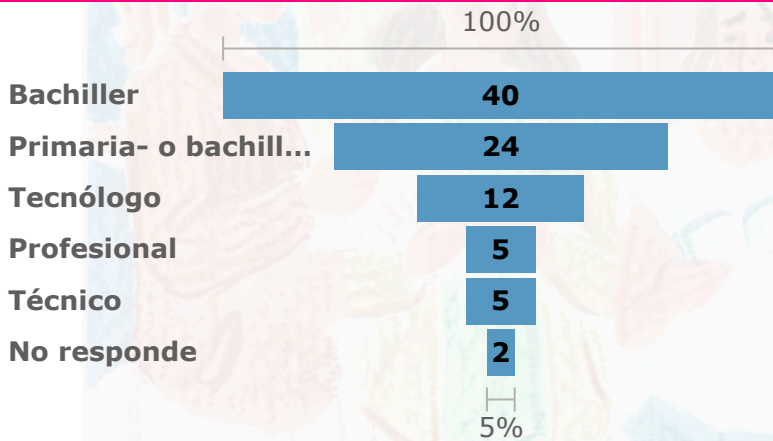 100%
Bachiller 40
Primaria- o bachill... 24
Tecnólogo 12
Profesional 5
Técnico 5
No responde 2
5%